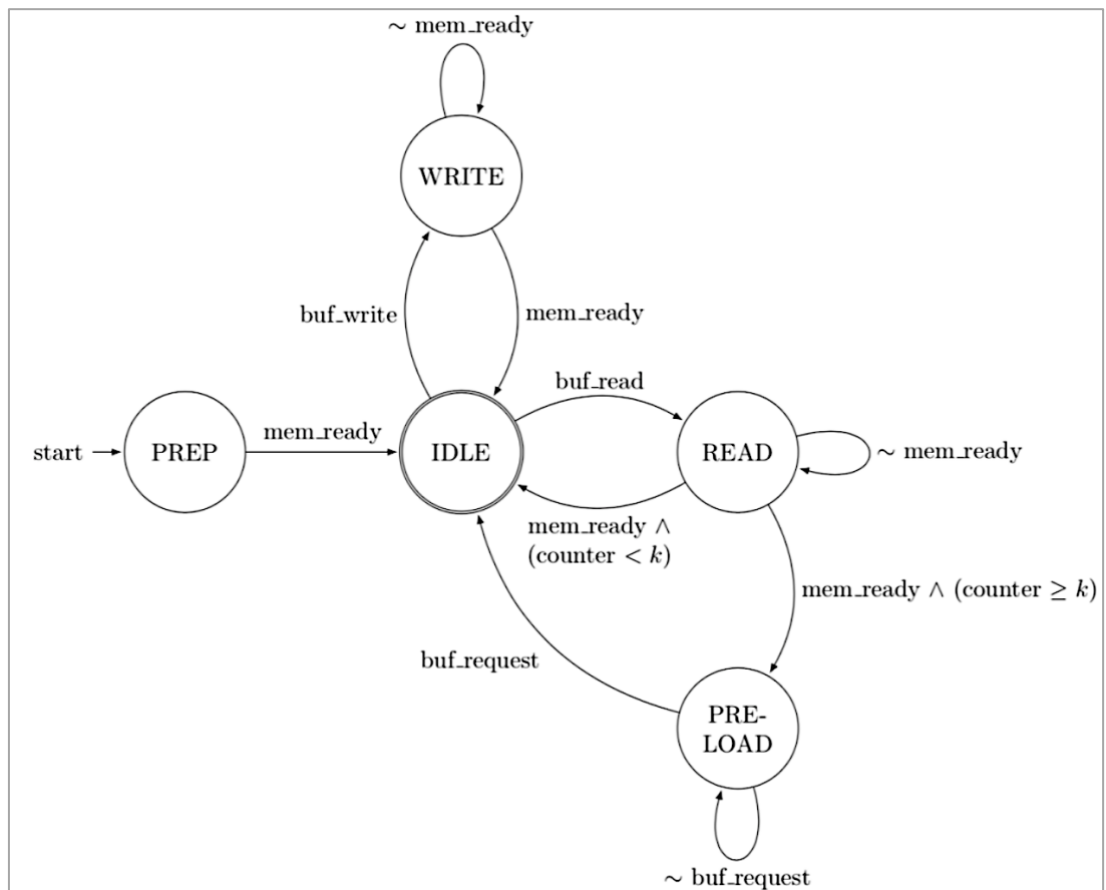 ∼ mem_ready
WRITE
buf_write
mem_ready
buf_read
start
PREP
mem_ready
IDLE
READ
∼ mem_ready
mem_ready ∧
(counter < k)
mem_ready ∧ (counter ≥ k)
buf_request
PRE-
LOAD
∼ buf_request